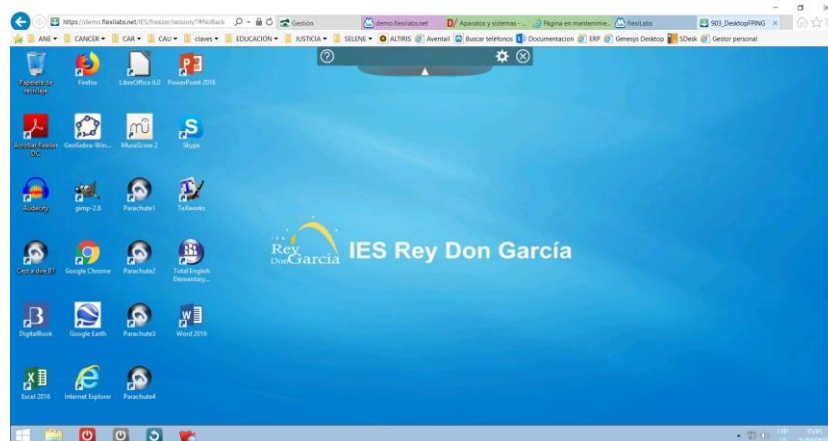 https://demo.flexilabs.net/IES/freezer/session/?#NoBack
Gestión
demo.flexilabs.net
Aparatos y sistemas - ...
Página en mantenimie...
flexiLabs
903_DesktopFPING
ANE
CANCER
CAR
CAU
claves
EDUCACION
JUSTICIA
SELENE
ALTIRIS
Aventail
Buscar teléfonos
Documentacion
ERP
Genesys Desktop
SDesk
Gestor personal
Papelera de reciclaje
Firefox
LibreOffice 6.0
PowerPoint 2016
Acrobat Reader DC
GeoGebra-Win...
MuseScore 2
Skype
Audacity
gimp-2.8
Parachute1
TeXworks
C'est a dire B1
Google Chrome
Parachute2
Total English Elementary...
DigitalBook
Google Earth
Parachute3
Word 2016
Excel 2016
Internet Explorer
Parachute4
IES
Rey
Don García
IES Rey Don García